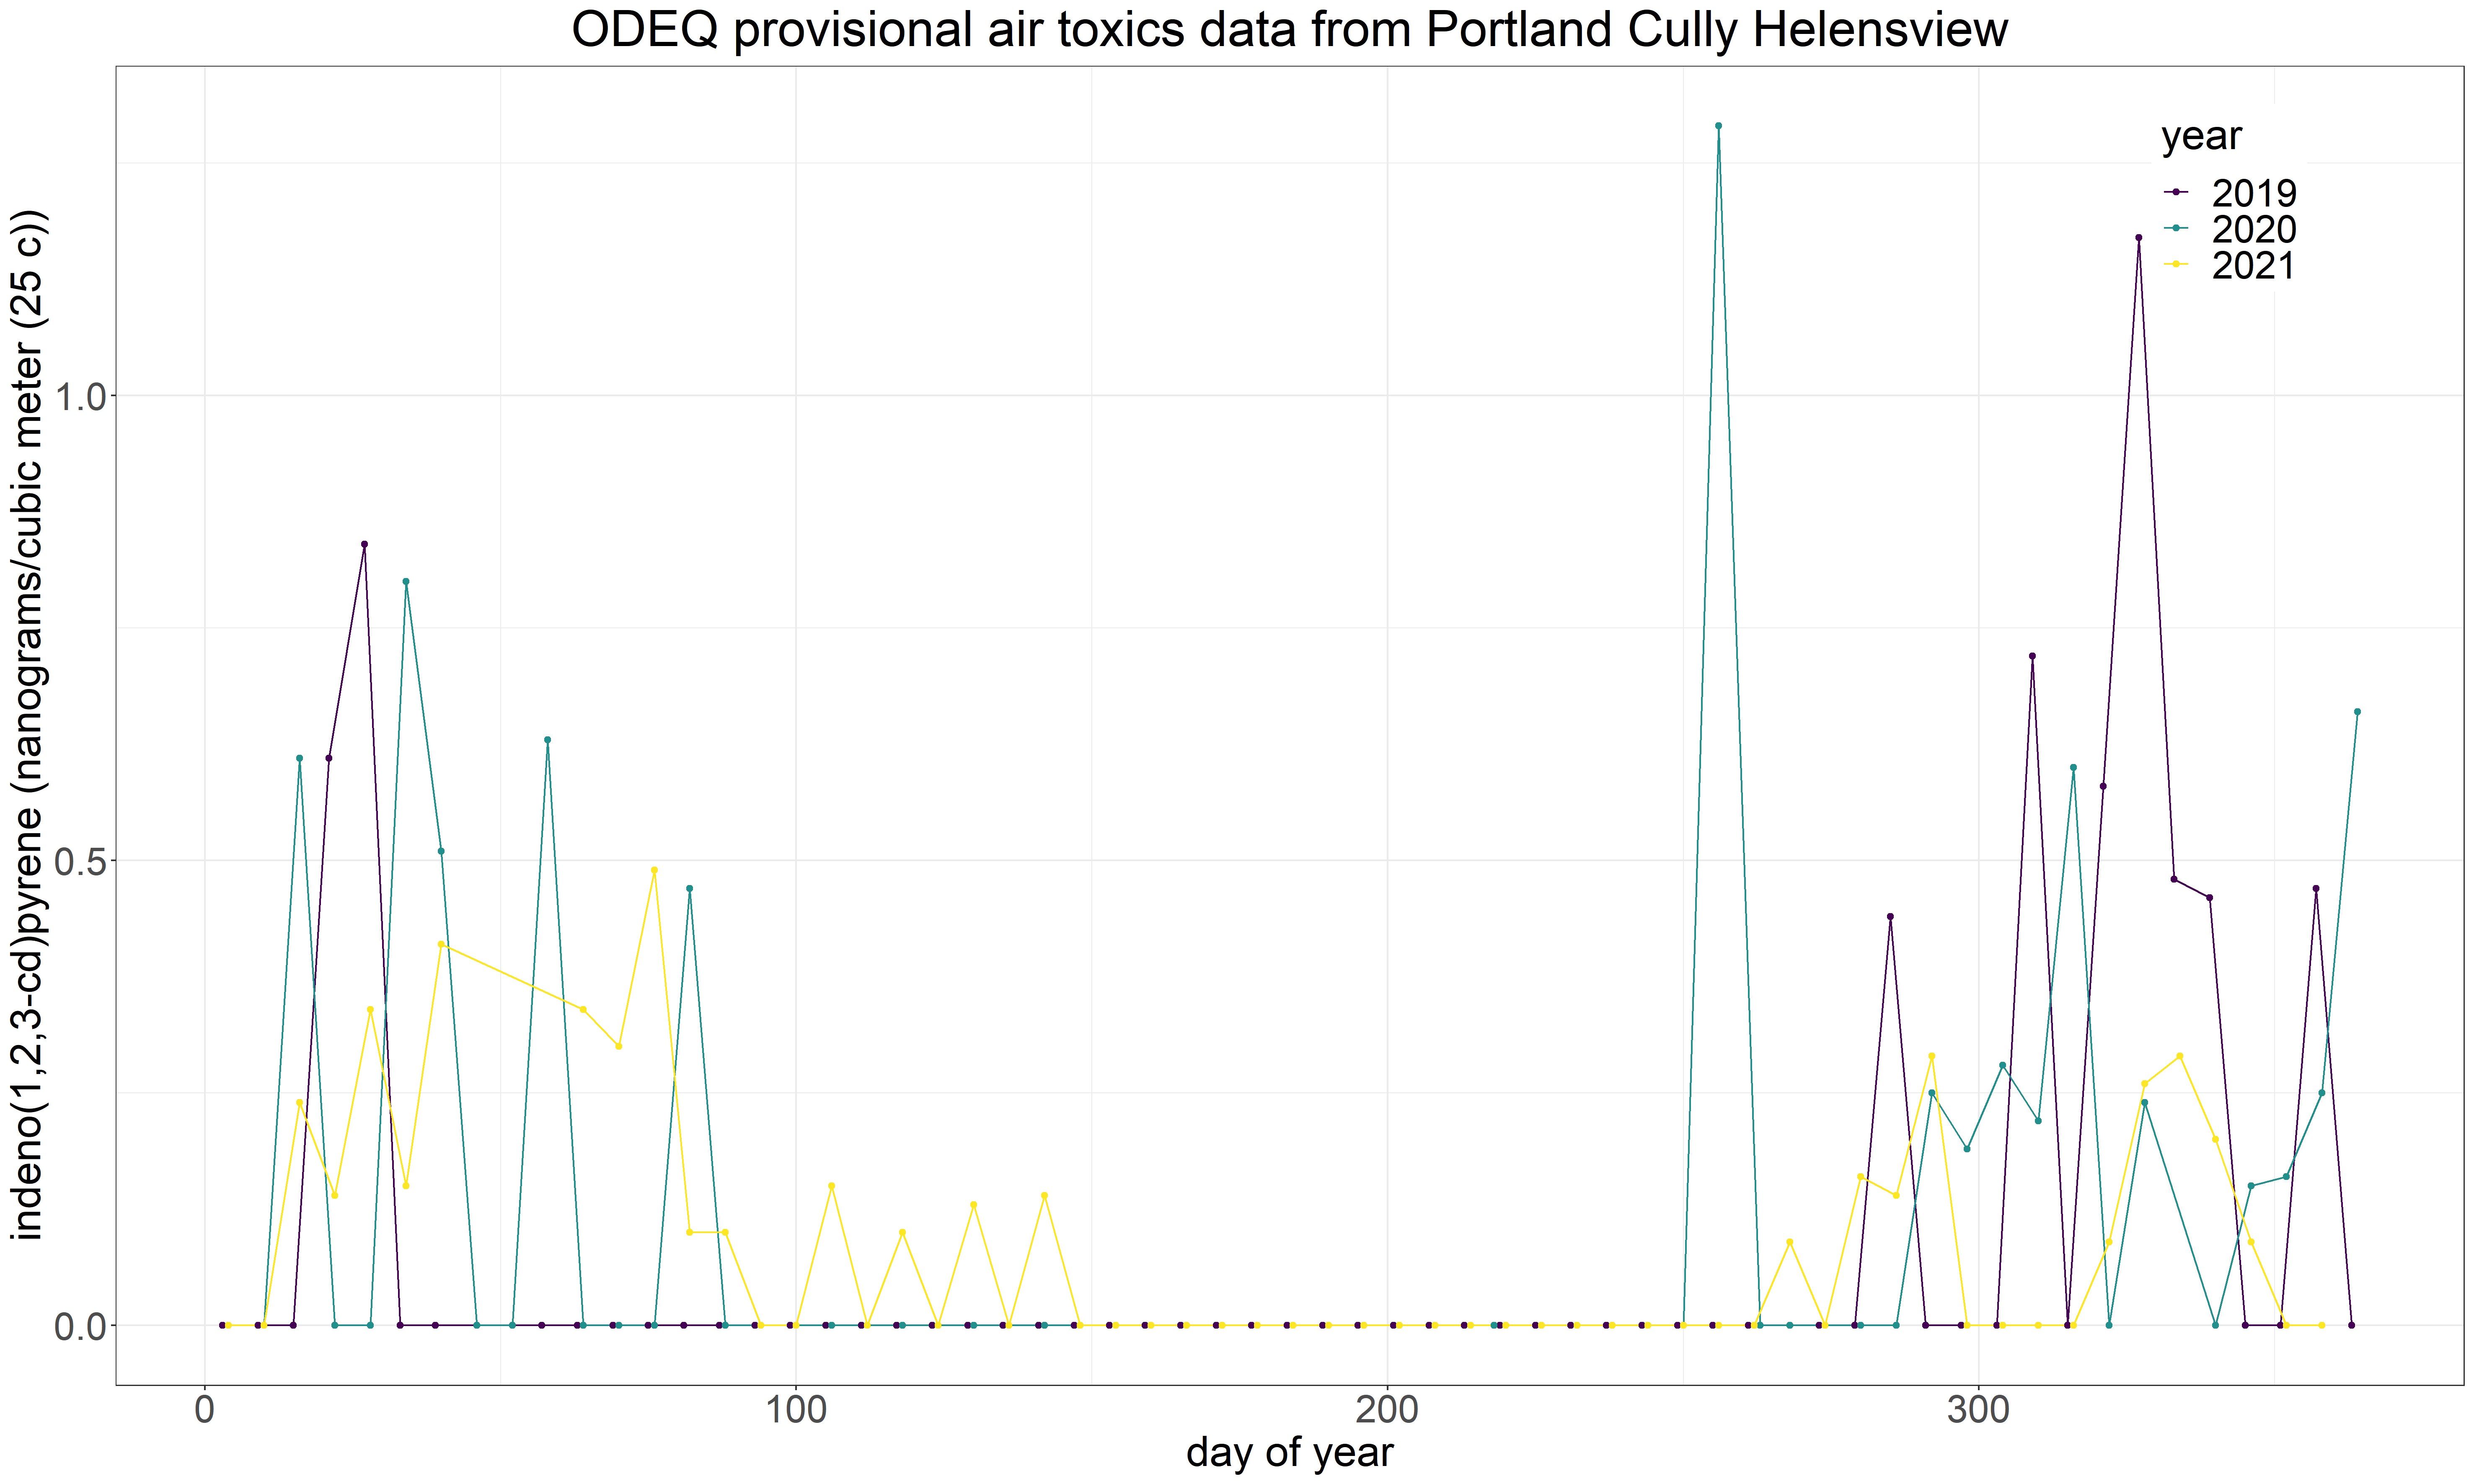 ODEQ provisional air toxics data from Portland Cully Helensview
indeno(1,2,3-cd)pyrene (nanograms/cubic meter (25 c))
1.0
0.5
0.0
year
2019
2020
2021
0 100 200 300
day of year